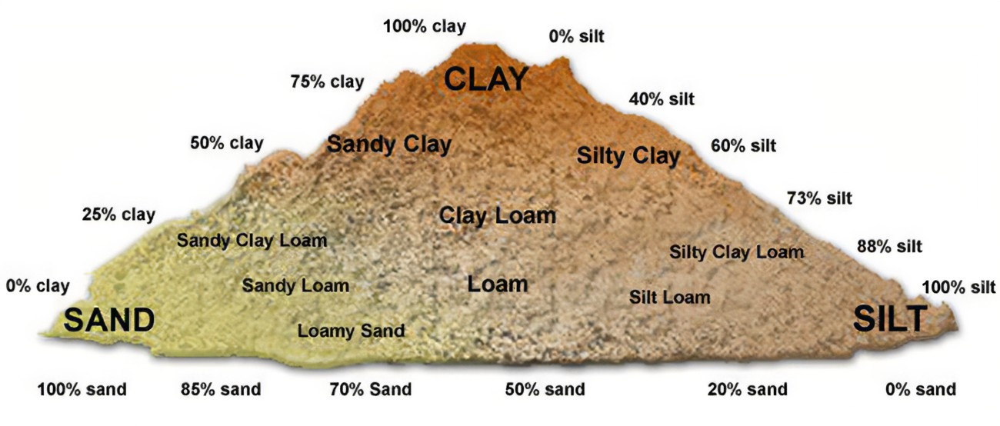 100% clay
0% silt
75% clay
CLAY
40% silt
50% clay
Sandy Clay
Silty Clay
60% silt
25% clay
Clay Loam
73% silt
Sandy Clay Loam
Silty Clay Loam
88% silt
0% clay
Sandy Loam
Loam
Silt Loam
100% silt
SAND
Loamy Sand
SILT
100% sand
85% sand
70% Sand
50% sand
20% sand
0% sand